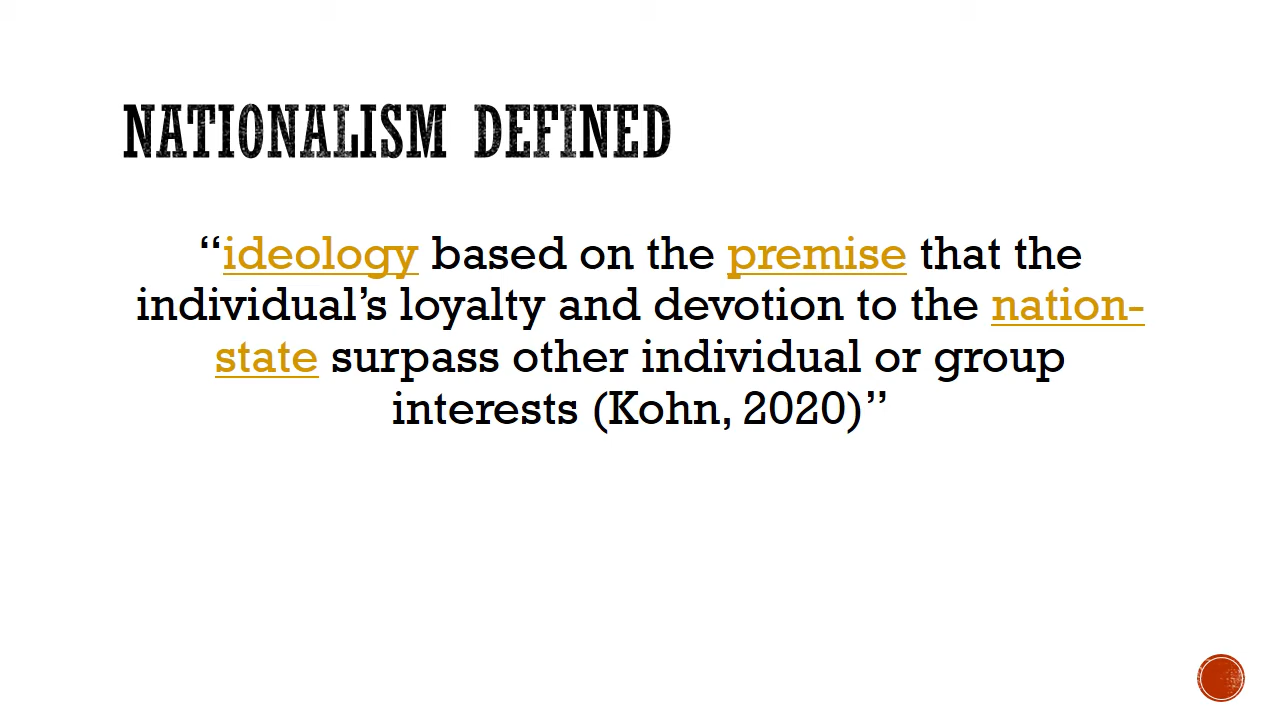 NATIONALISM DEFINED
“ideology based on the premise that the
individual’s loyalty and devotion to the nation-
state surpass other individual or group
interests (Kohn, 2020)”